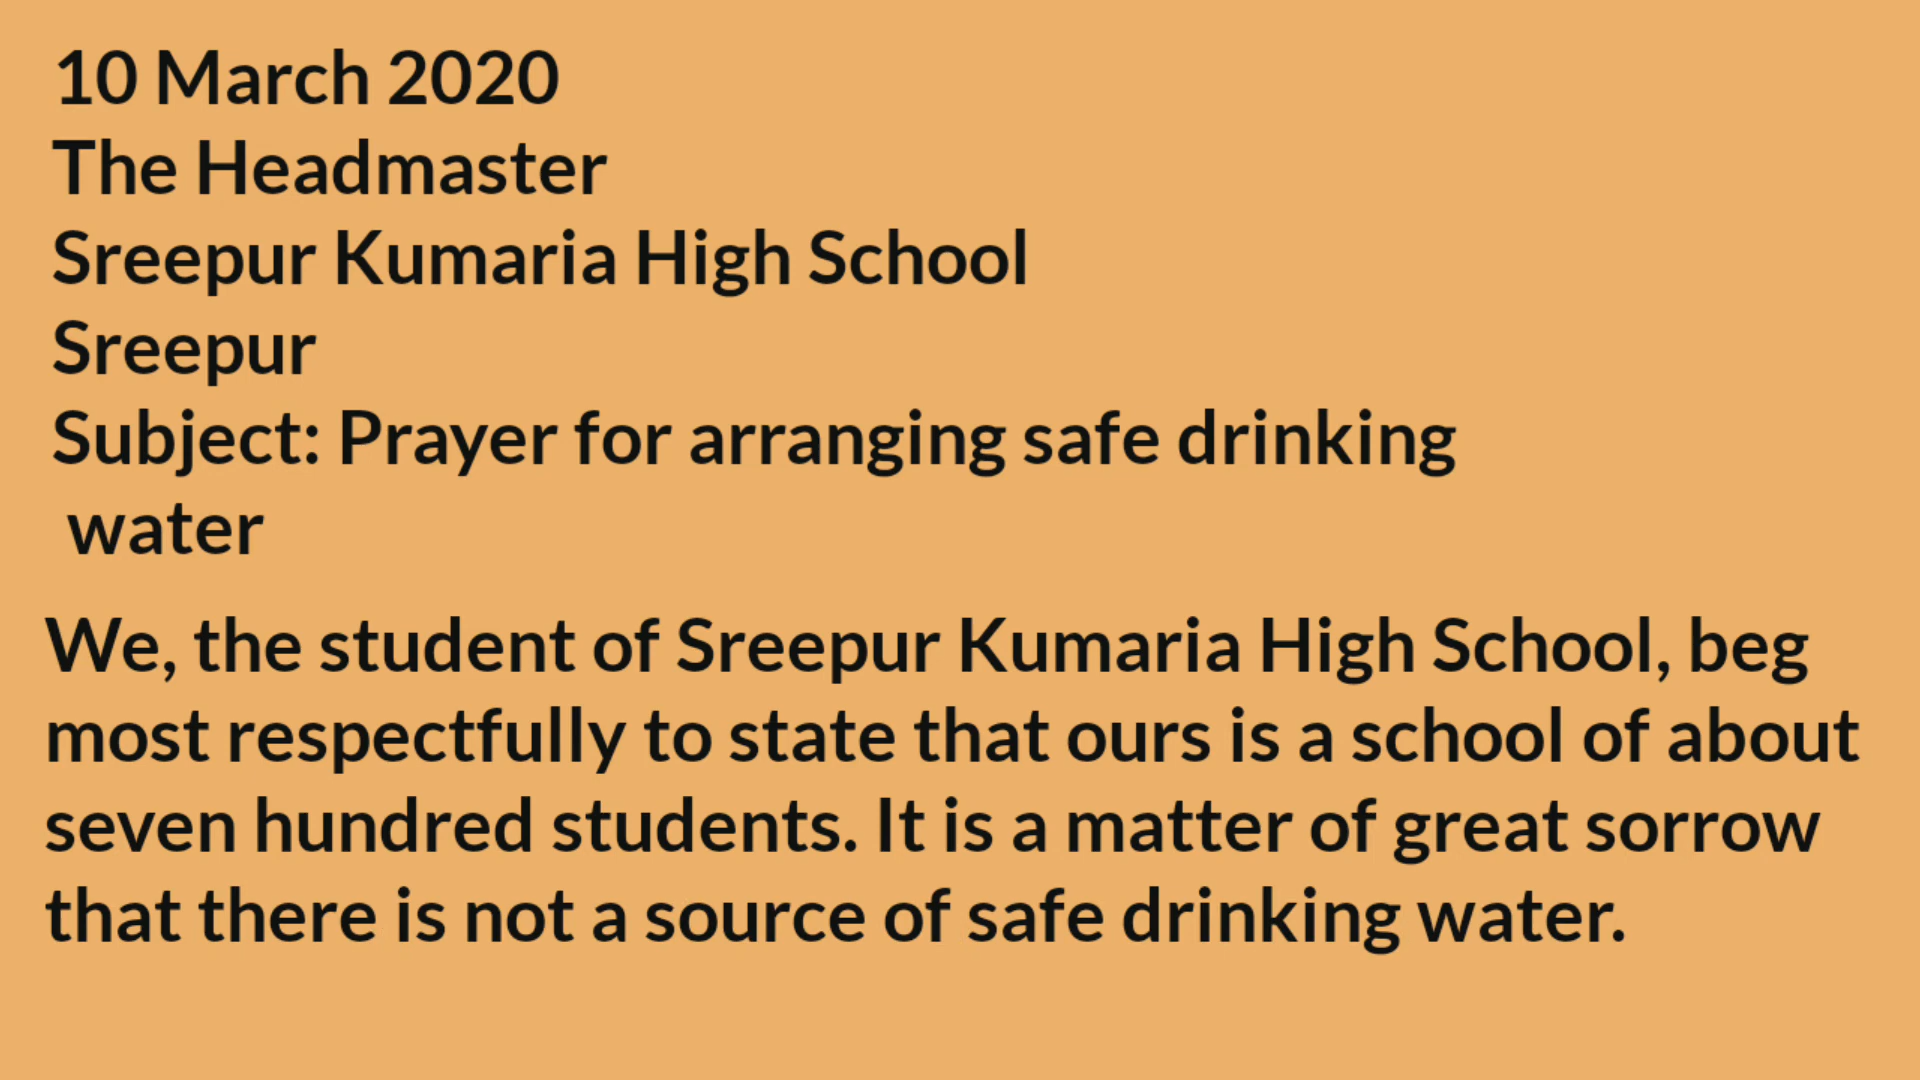 10 March 2020
The Headmaster
Sreepur Kumaria High School
Sreepur
Subject: Prayer for arranging safe drinking
water
We, the student of Sreepur Kumaria High School, beg
most respectfully to state that ours is a school of about
seven hundred students. It is a matter of great sorrow
that there is not a source of safe drinking water.